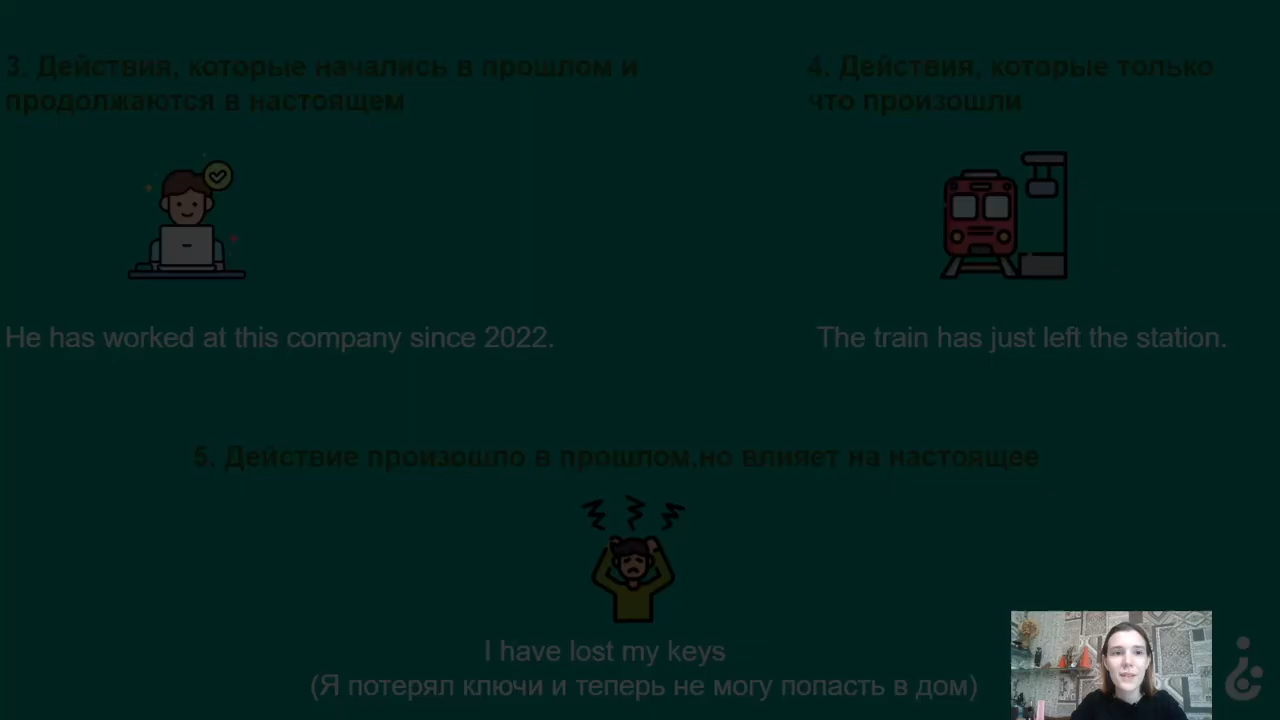 3. Действия, которые начались в прошлом и
продолжаются в настоящем
4. Действия, которые только
что произошли
He has worked at this company since 2022.
The train has just left the station.
5. Действие произошло в прошлом,но влияет на настоящее
I have lost my keys
(Я потерял ключи и теперь не могу попасть в дом)